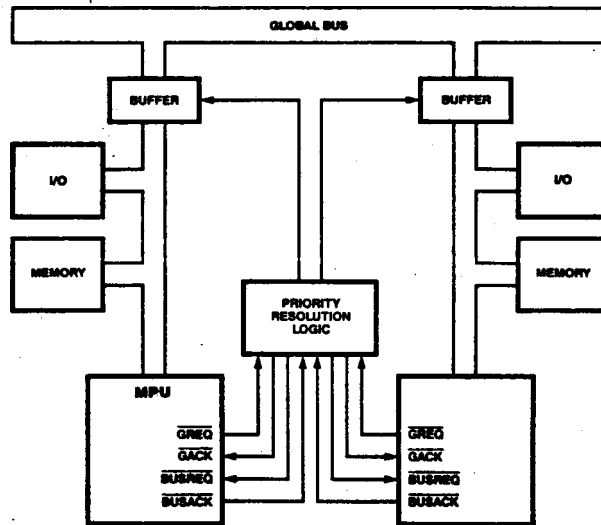 GLOBAL BUS
BUFFER
BUFFER
I/O
I/O
MEMORY
MEMORY
PRIORITY
RESOLUTION
LOGIC
MPU
GREQ
GACK
BUSREQ
BUSACK
GREQ
GACK
BUSREQ
BUSACK